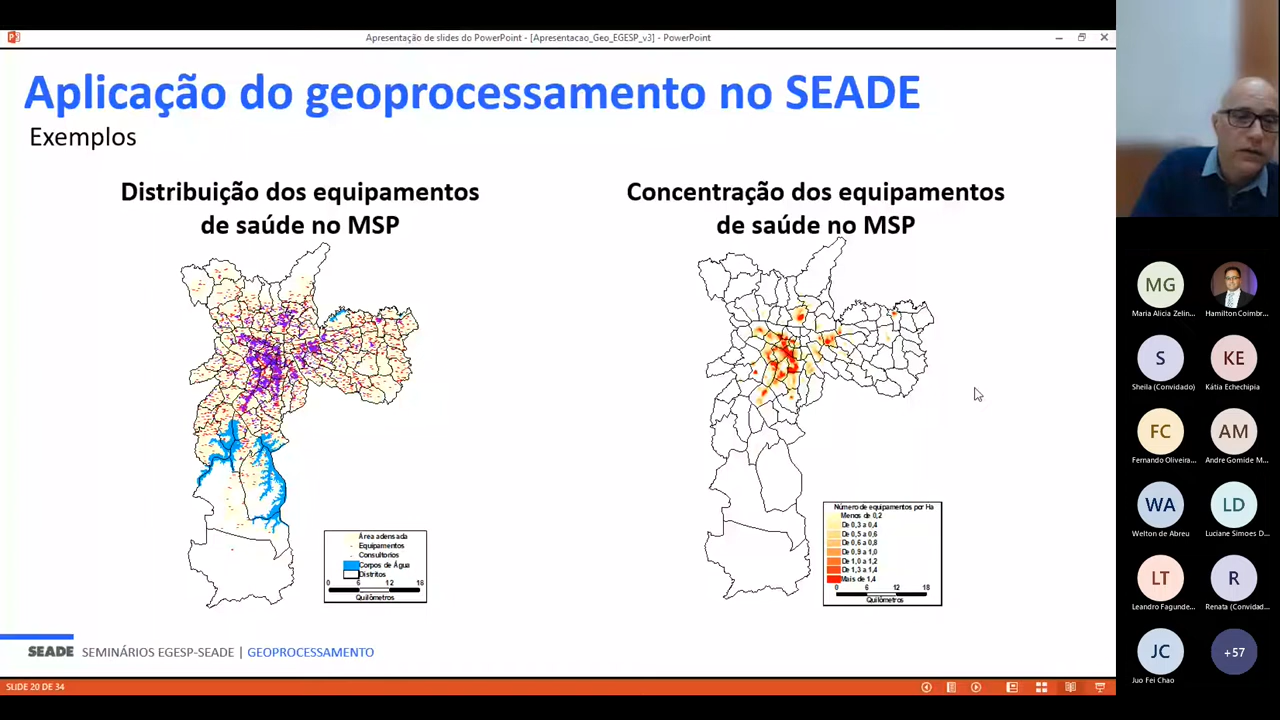 Apresentação de slides do PowerPoint - [Apresentacao_Geo_EGESP_v3] - PowerPoint
Aplicação do geoprocessamento no SEADE
Exemplos
Distribuição dos equipamentos
de saúde no MSP
Área adensada
Equipamentos
Consultorios
Corpos de Água
Distritos
0 6 12 18
Quilômetros
Concentração dos equipamentos
de saúde no MSP
Número de equipamentos por Ha
Menos de 0,2
De 0,3 a 0,4
De 0,5 a 0,6
De 0,6 a 0,8
De 0,9 a 1,0
De 1,0 a 1,2
De 1,3 a 1,4
Mais de 1,4
0 6 12 18
Quilômetros
SEADE SEMINÁRIOS EGESP-SEADE | GEOPROCESSAMENTO
SLIDE 20 DE 34
MG
Maria Alicia Zelin...
Hamilton Coimbr...
S
Sheila (Convidado)
KE
Kátia Echechipia
FC
Fernando Oliveira...
AM
Andre Gomide M...
WA
Welton de Abreu
LD
Luciane Simoes D...
LT
Leandro Fagunde...
R
Renata (Convidad...
JC
Juo Fei Chao
+57